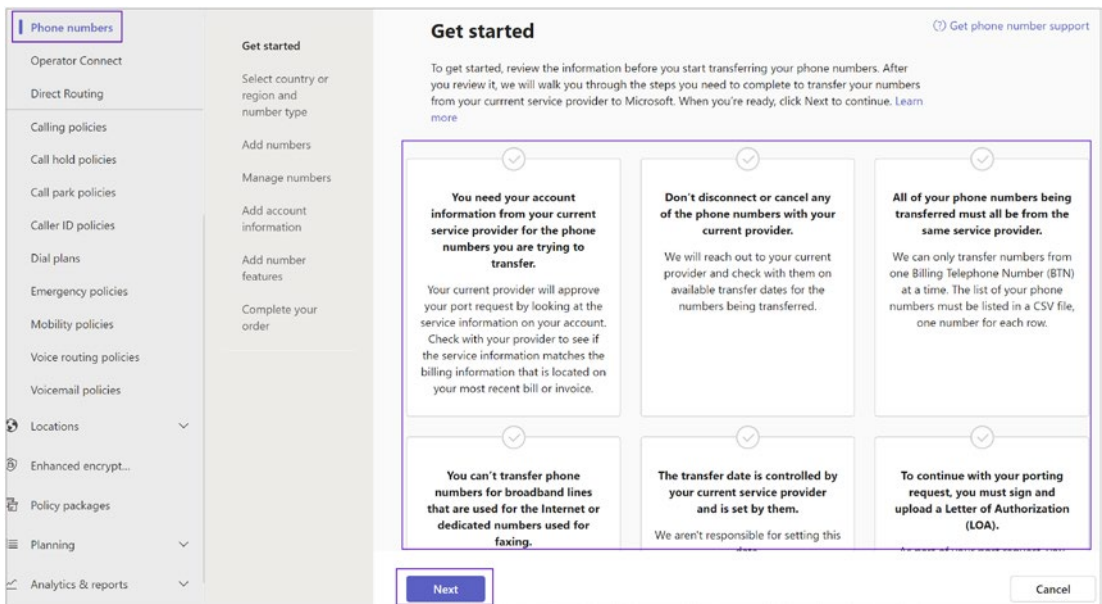 Phone numbers
Operator Connect
Direct Routing
Calling policies
Call hold policies
Call park policies
Caller ID policies
Dial plans
Emergency policies
Mobility policies
Voice routing policies
Voicemail policies
Locations
Enhanced encrypt...
Policy packages
Planning
Analytics & reports
Get started
Select country or
region and
number type
Add numbers
Manage numbers
Add account
information
Add number
features
Complete your
order
Get started
Get phone number support
To get started, review the information before you start transferring your phone numbers. After
you review it, we will walk you through the steps you need to complete to transfer your numbers
from your currrent service provider to Microsoft. When you're ready, click Next to continue. Learn
more
You need your account
information from your current
service provider for the phone
numbers you are trying to
transfer.
Your current provider will approve
your port request by looking at the
service information on your account.
Check with your provider to see if
the service information matches the
billing information that is located on
your most recent bill or invoice.
Don't disconnect or cancel any
of the phone numbers with your
current provider.
We will reach out to your current
provider and check with them on
available transfer dates for the
numbers being transferred.
All of your phone numbers being
transferred must all be from the
same service provider.
We can only transfer numbers from
one Billing Telephone Number (BTN)
at a time. The list of your phone
numbers must be listed in a CSV file,
one number for each row.
You can't transfer phone
numbers for broadband lines
that are used for the Internet or
dedicated numbers used for
faxing.
The transfer date is controlled by
your current service provider
and is set by them.
We aren't responsible for setting this
To continue with your porting
request, you must sign and
upload a Letter of Authorization
(LOA).
Next
Cancel